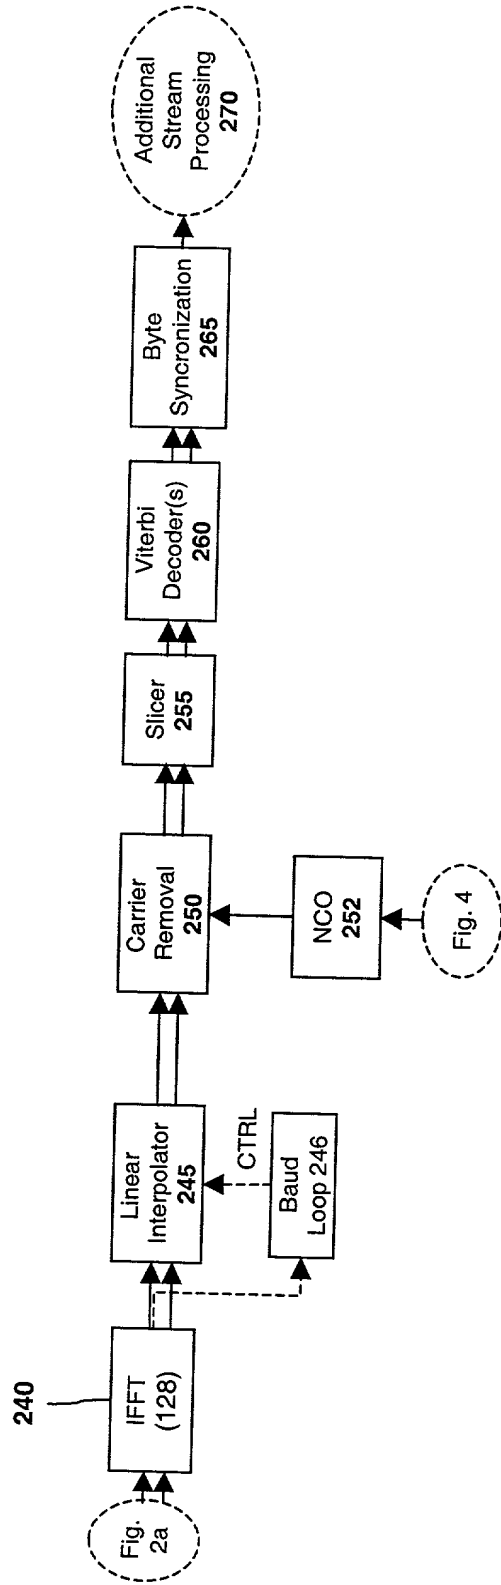 Fig.
2a
240
IFFT
(128)
Linear
Interpolator
245
CTRL
Baud
Loop 246
Carrier
Removal
250
NCO
252
Fig. 4
Slicer
255
Viterbi
Decoder(s)
260
Byte
Syncronization
265
Additional
Stream
Processing
270